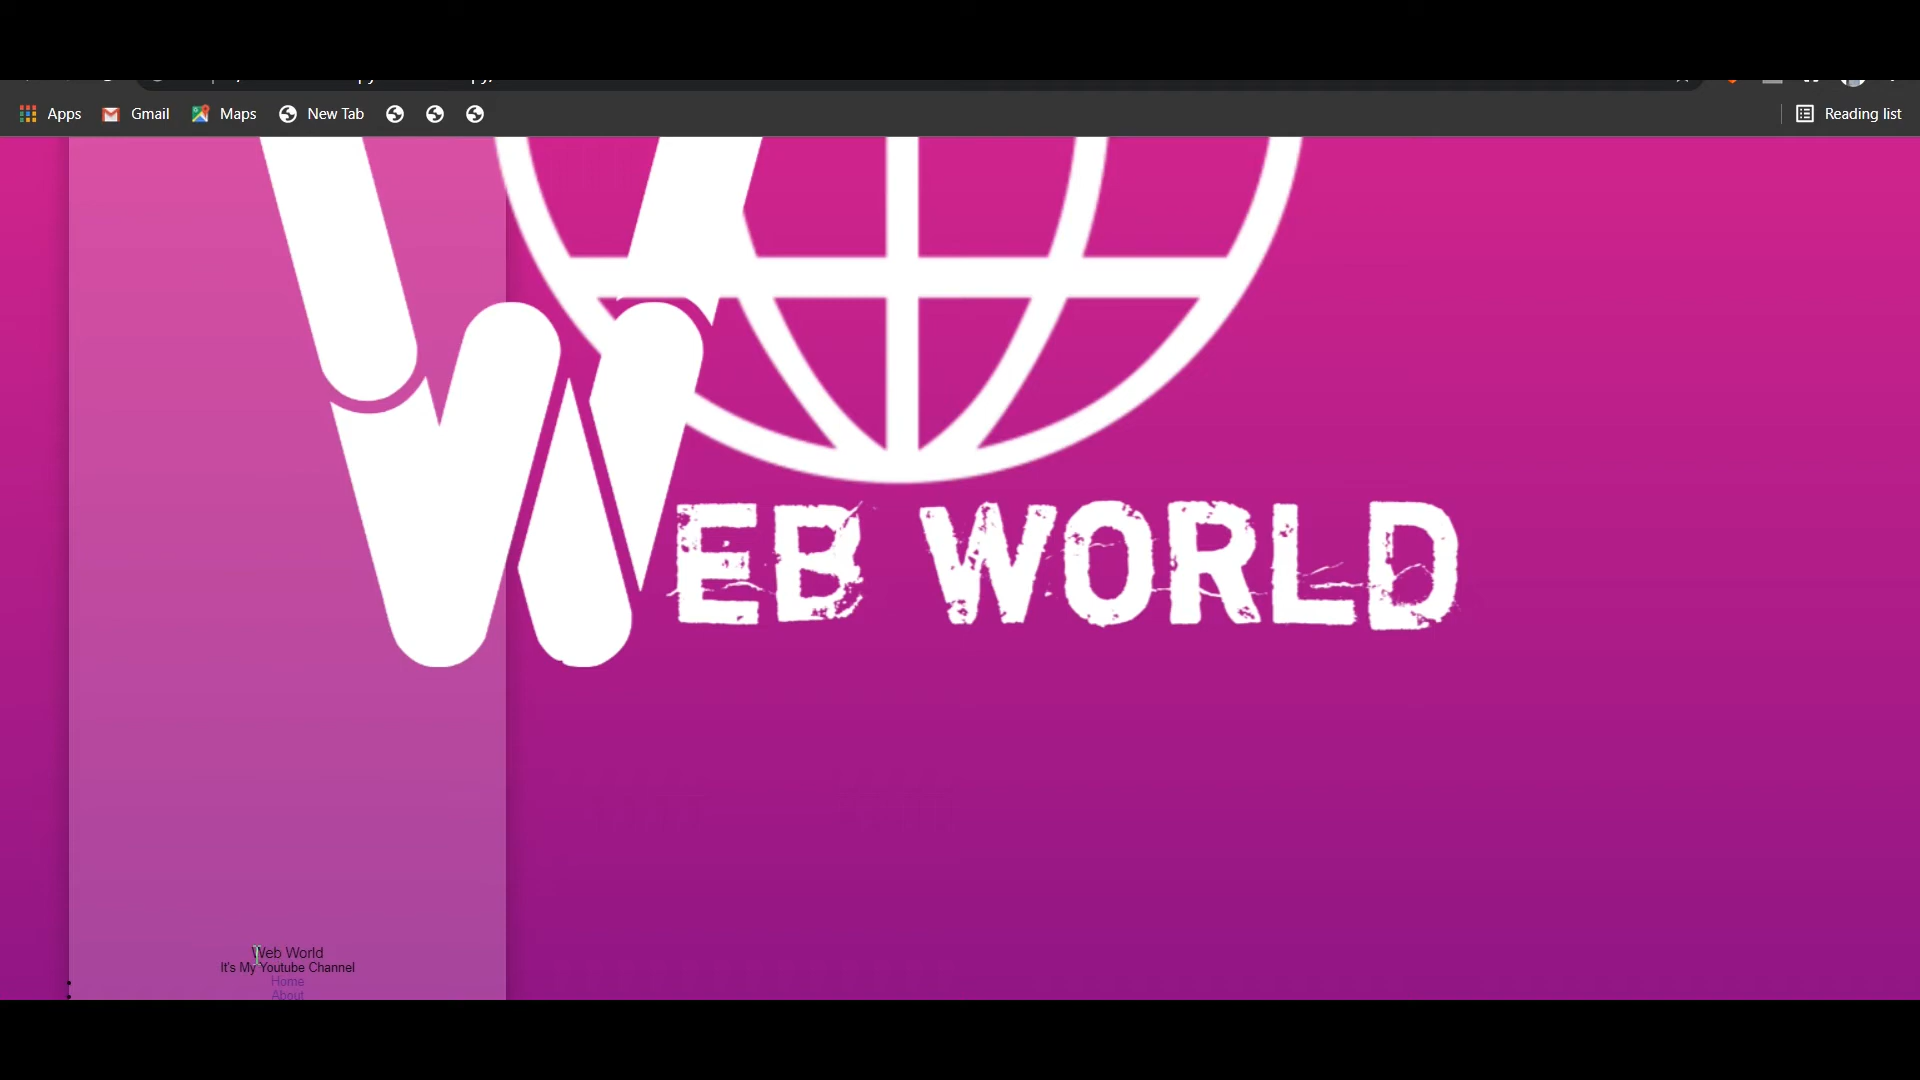 Apps Gmail Maps New Tab Reading list
WEB WORLD
Web World
It's My Youtube Channel
Home
About